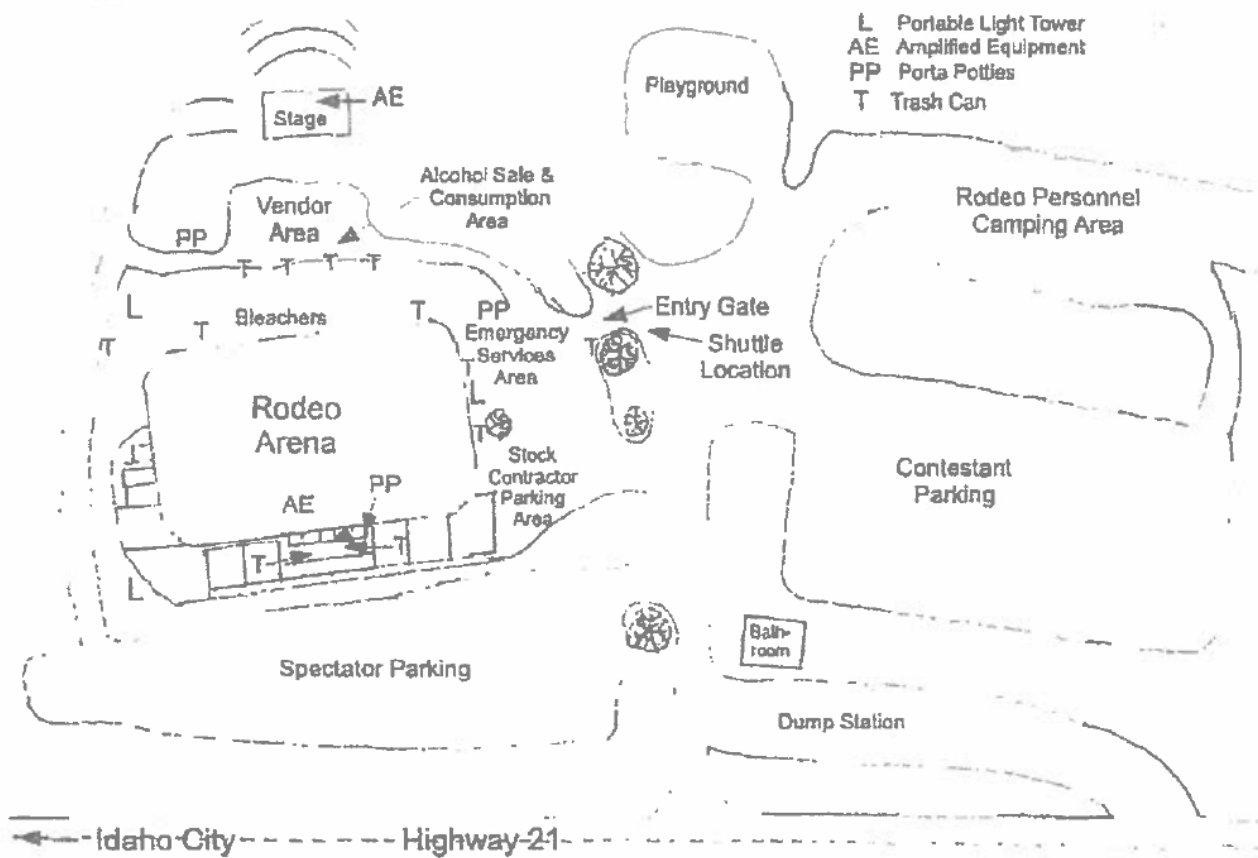 L Portable Light Tower
AE Amplified Equipment
PP Porta Potties
T Trash Can
Playground
AE
Stage
Alcohol Sale &
Consumption
Area
Rodeo Personnel
Camping Area
Vendor
Area
PP
T T T T
L
Bleachers
T
T
T
PP
Entry Gate
Emergency
Services
Area
T
Shuttle
Location
L
T
Rodeo
Arena
Stock
Contractor
Parking
Area
Contestant
Parking
AE
PP
T
T
L
Bath-
room
Spectator Parking
Dump Station
Idaho City
Highway 21